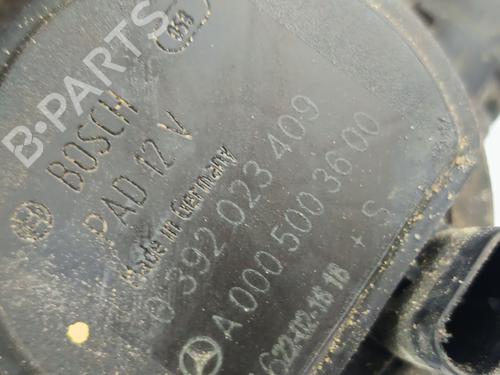 B-PARTS
BOSCH
PAD 12 V
Made in Germany
0 392 023 409
A 000 500 36 00
+ S